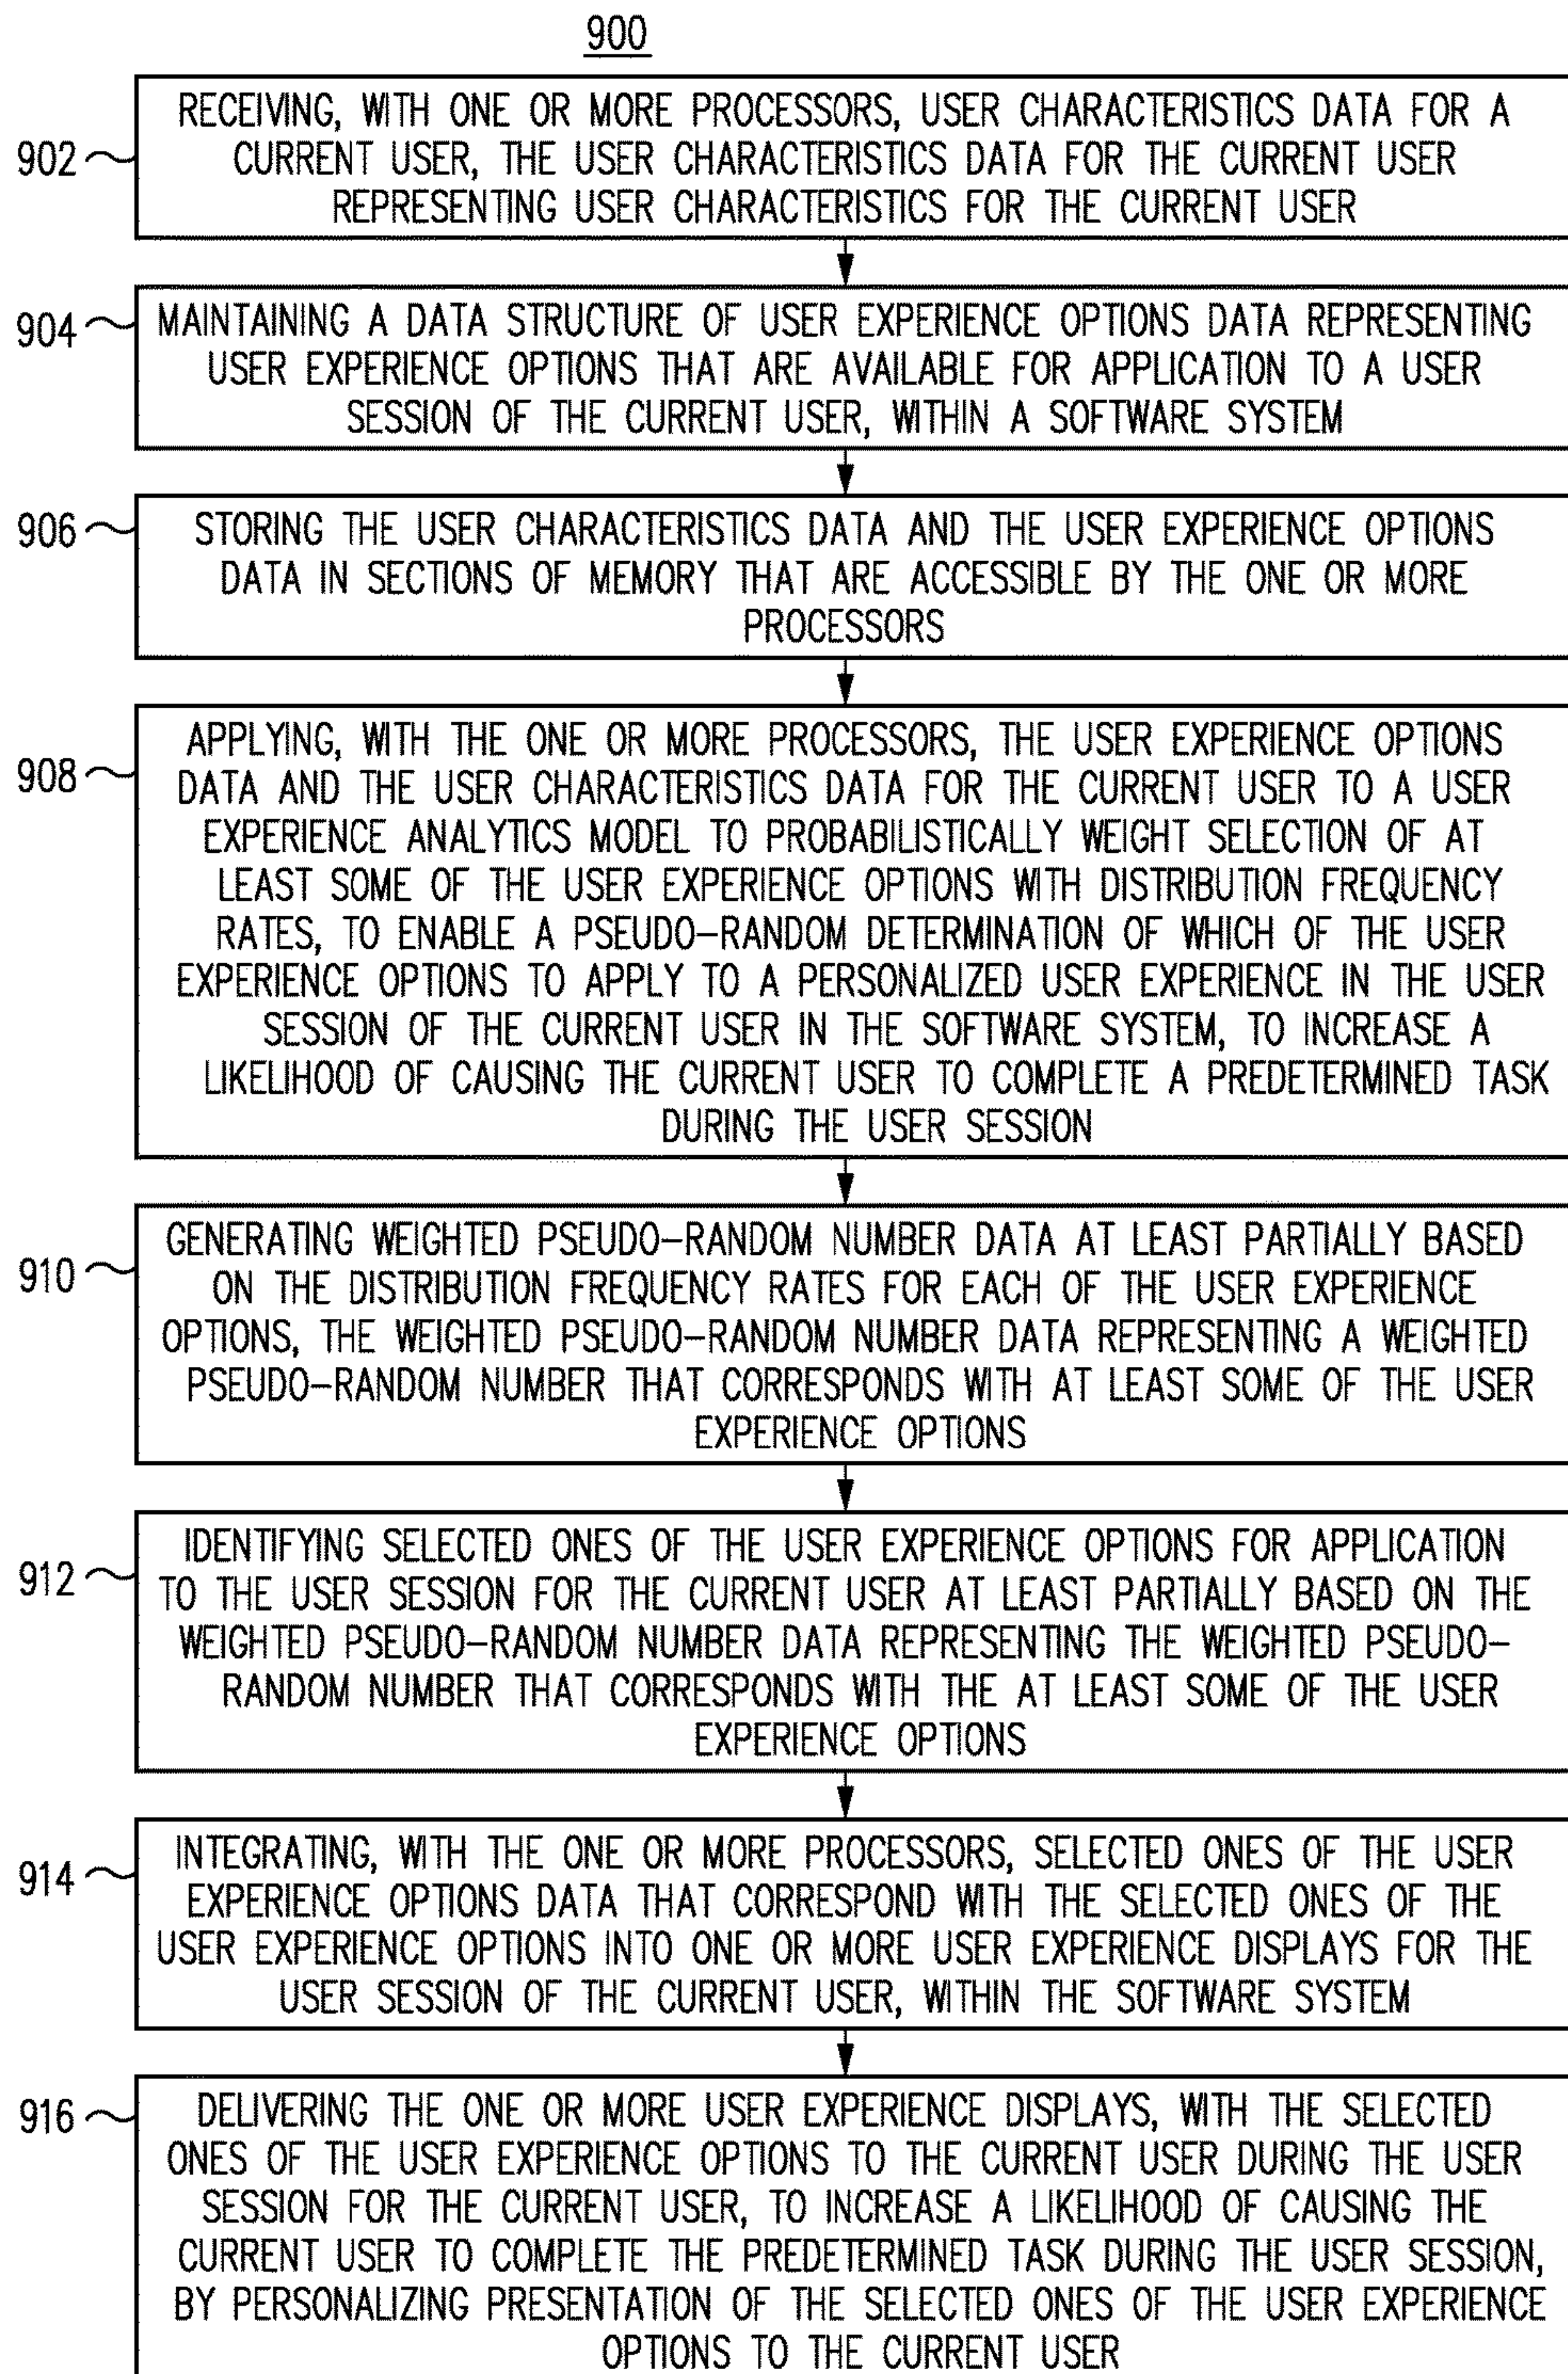 900
902
RECEIVING, WITH ONE OR MORE PROCESSORS, USER CHARACTERISTICS DATA FOR A
CURRENT USER, THE USER CHARACTERISTICS DATA FOR THE CURRENT USER
REPRESENTING USER CHARACTERISTICS FOR THE CURRENT USER
904
MAINTAINING A DATA STRUCTURE OF USER EXPERIENCE OPTIONS DATA REPRESENTING
USER EXPERIENCE OPTIONS THAT ARE AVAILABLE FOR APPLICATION TO A USER
SESSION OF THE CURRENT USER, WITHIN A SOFTWARE SYSTEM
906
STORING THE USER CHARACTERISTICS DATA AND THE USER EXPERIENCE OPTIONS
DATA IN SECTIONS OF MEMORY THAT ARE ACCESSIBLE BY THE ONE OR MORE
PROCESSORS
908
APPLYING, WITH THE ONE OR MORE PROCESSORS, THE USER EXPERIENCE OPTIONS
DATA AND THE USER CHARACTERISTICS DATA FOR THE CURRENT USER TO A USER
EXPERIENCE ANALYTICS MODEL TO PROBABILISTICALLY WEIGHT SELECTION OF AT
LEAST SOME OF THE USER EXPERIENCE OPTIONS WITH DISTRIBUTION FREQUENCY
RATES, TO ENABLE A PSEUDO-RANDOM DETERMINATION OF WHICH OF THE USER
EXPERIENCE OPTIONS TO APPLY TO A PERSONALIZED USER EXPERIENCE IN THE USER
SESSION OF THE CURRENT USER IN THE SOFTWARE SYSTEM, TO INCREASE A
LIKELIHOOD OF CAUSING THE CURRENT USER TO COMPLETE A PREDETERMINED TASK
DURING THE USER SESSION
910
GENERATING WEIGHTED PSEUDO-RANDOM NUMBER DATA AT LEAST PARTIALLY BASED
ON THE DISTRIBUTION FREQUENCY RATES FOR EACH OF THE USER EXPERIENCE
OPTIONS, THE WEIGHTED PSEUDO-RANDOM NUMBER DATA REPRESENTING A WEIGHTED
PSEUDO-RANDOM NUMBER THAT CORRESPONDS WITH AT LEAST SOME OF THE USER
EXPERIENCE OPTIONS
912
IDENTIFYING SELECTED ONES OF THE USER EXPERIENCE OPTIONS FOR APPLICATION
TO THE USER SESSION FOR THE CURRENT USER AT LEAST PARTIALLY BASED ON THE
WEIGHTED PSEUDO-RANDOM NUMBER DATA REPRESENTING THE WEIGHTED PSEUDO-
RANDOM NUMBER THAT CORRESPONDS WITH THE AT LEAST SOME OF THE USER
EXPERIENCE OPTIONS
914
INTEGRATING, WITH THE ONE OR MORE PROCESSORS, SELECTED ONES OF THE USER
EXPERIENCE OPTIONS DATA THAT CORRESPOND WITH THE SELECTED ONES OF THE
USER EXPERIENCE OPTIONS INTO ONE OR MORE USER EXPERIENCE DISPLAYS FOR THE
USER SESSION OF THE CURRENT USER, WITHIN THE SOFTWARE SYSTEM
916
DELIVERING THE ONE OR MORE USER EXPERIENCE DISPLAYS, WITH THE SELECTED
ONES OF THE USER EXPERIENCE OPTIONS TO THE CURRENT USER DURING THE USER
SESSION FOR THE CURRENT USER, TO INCREASE A LIKELIHOOD OF CAUSING THE
CURRENT USER TO COMPLETE THE PREDETERMINED TASK DURING THE USER SESSION,
BY PERSONALIZING PRESENTATION OF THE SELECTED ONES OF THE USER EXPERIENCE
OPTIONS TO THE CURRENT USER